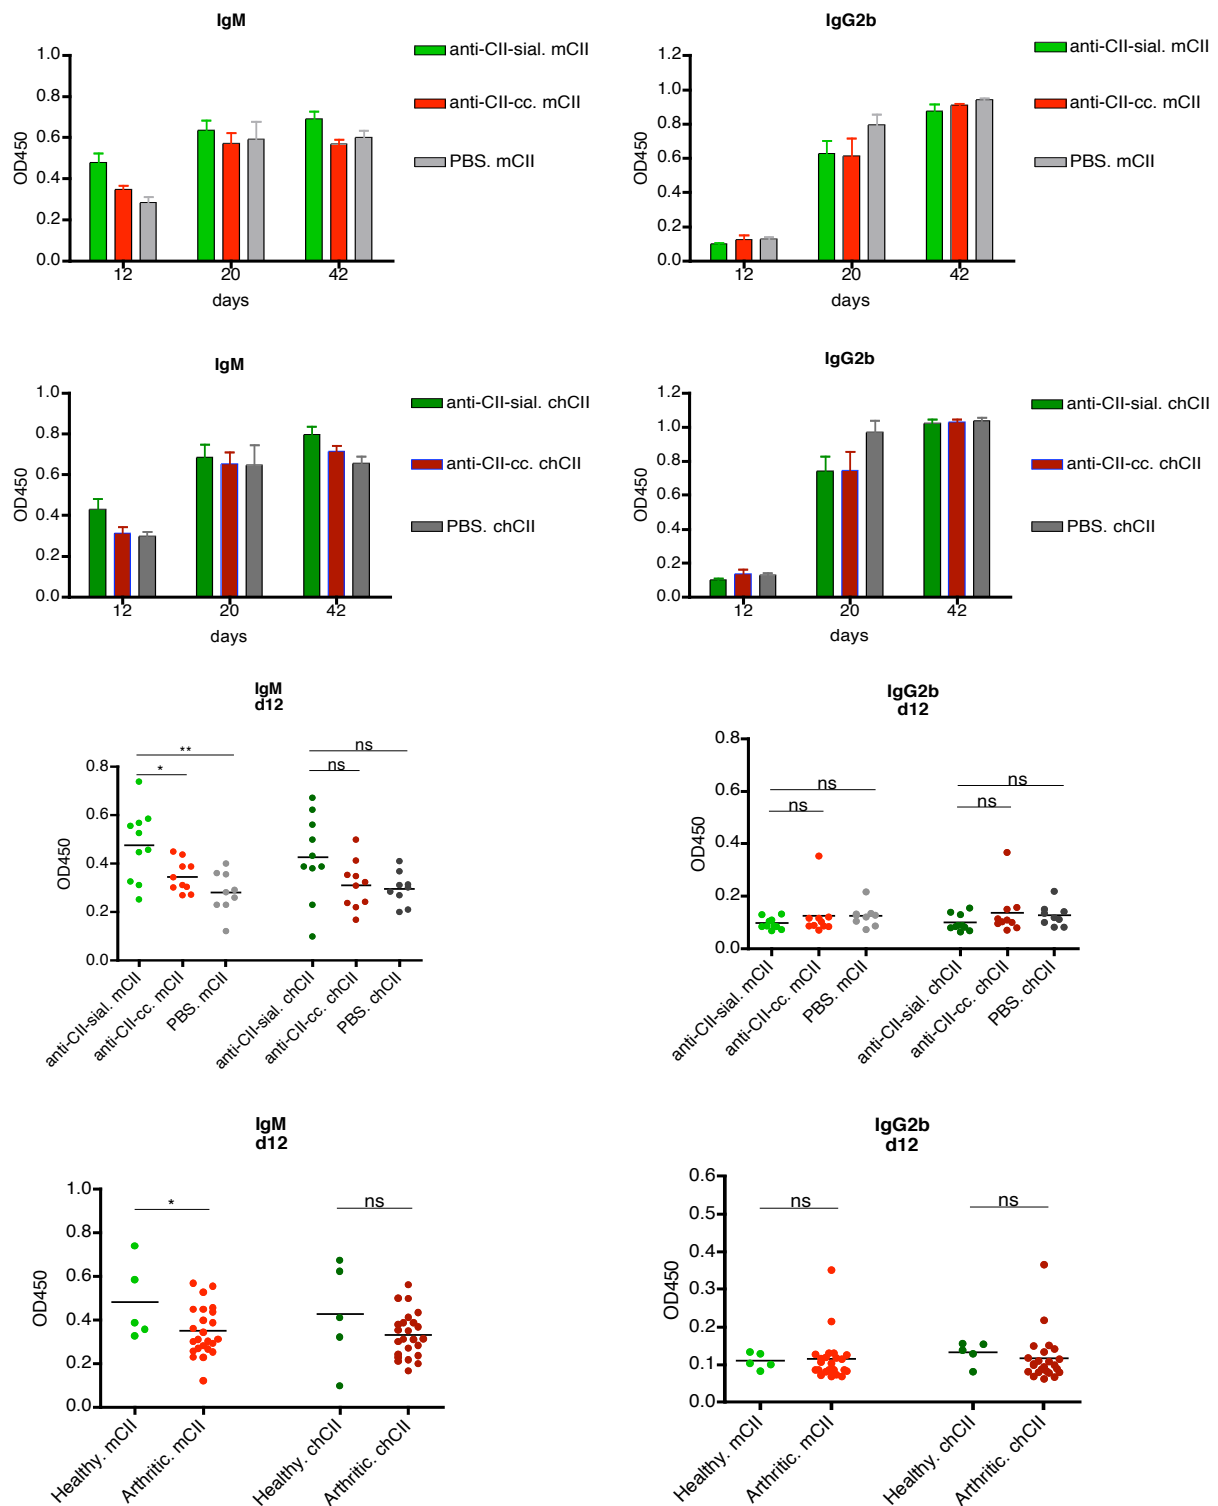 IgM
1.0
0.8
0.6
0.4
0.2
0.0
OD450
12
20
42
days
anti-CII-sial. mCII
anti-CII-cc. mCII
PBS. mCII
IgG2b
1.2
1.0
0.8
0.6
0.4
0.2
0.0
OD450
12
20
42
days
anti-CII-sial. mCII
anti-CII-cc. mCII
PBS. mCII
IgM
1.0
0.8
0.6
0.4
0.2
0.0
OD450
12
20
42
days
anti-CII-sial. chCII
anti-CII-cc. chCII
PBS. chCII
IgG2b
1.2
1.0
0.8
0.6
0.4
0.2
0.0
OD450
12
20
42
days
anti-CII-sial. chCII
anti-CII-cc. chCII
PBS. chCII
IgM
d12
**
*
ns
ns
0.8
0.6
0.4
0.2
0.0
OD450
anti-CII-sial. mCII
anti-CII-cc. mCII
PBS. mCII
anti-CII-sial. chCII
anti-CII-cc. chCII
PBS. chCII
IgG2b
d12
ns
ns
ns
ns
0.8
0.6
0.4
0.2
0.0
OD450
anti-CII-sial. mCII
anti-CII-cc. mCII
PBS. mCII
anti-CII-sial. chCII
anti-CII-cc. chCII
PBS. chCII
IgM
d12
*
ns
1.0
0.8
0.6
0.4
0.2
0.0
OD450
Healthy. mCII
Arthritic. mCII
Healthy. chCII
Arthritic. chCII
IgG2b
d12
ns
ns
0.6
0.5
0.4
0.3
0.2
0.1
0.0
OD450
Healthy. mCII
Arthritic. mCII
Healthy. chCII
Arthritic. chCII